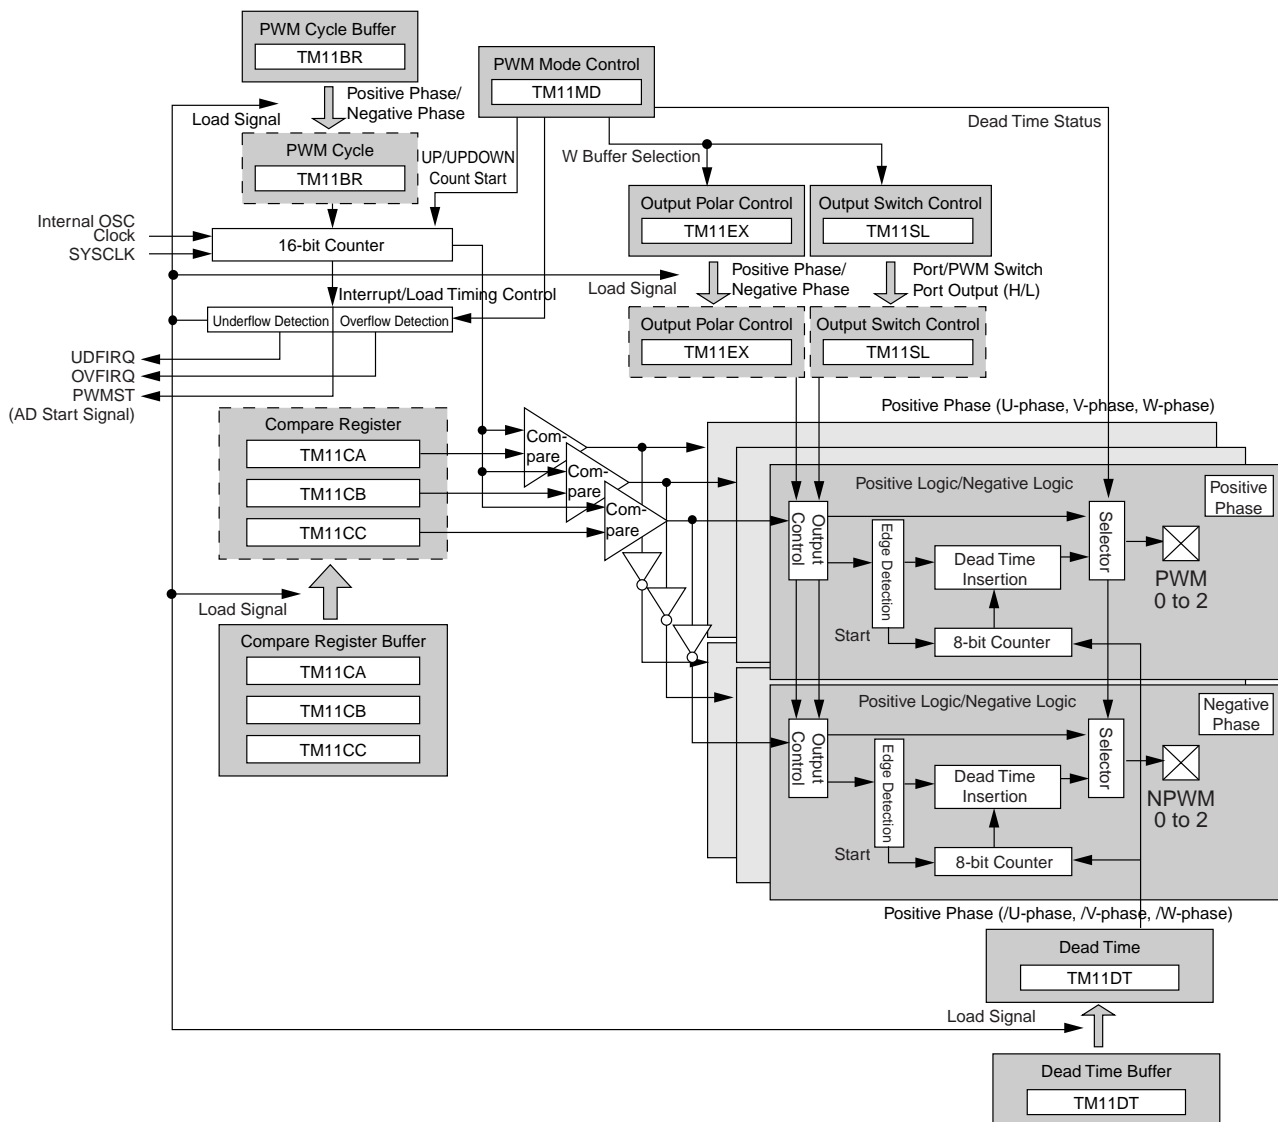 PWM Cycle Buffer
TM11BR
PWM Mode Control
TM11MD
Positive Phase/
Negative Phase
Load Signal
Dead Time Status
PWM Cycle
TM11BR
UP/UPDOWN
Count Start
W Buffer Selection
Output Polar Control
TM11EX
Output Switch Control
TM11SL
Internal OSC
Clock
SYSCLK
16-bit Counter
Positive Phase/
Negative Phase
Port/PWM Switch
Port Output (H/L)
Load Signal
Interrupt/Load Timing Control
Underflow Detection
Overflow Detection
Output Polar Control
TM11EX
Output Switch Control
TM11SL
UDFIRQ
OVFIRQ
PWMST
(AD Start Signal)
Positive Phase (U-phase, V-phase, W-phase)
Compare Register
TM11CA
TM11CB
TM11CC
Com-
pare
Com-
pare
Com-
pare
Positive Logic/Negative Logic
Positive
Phase
Output
Control
Edge Detection
Dead Time
Insertion
Selector
PWM
0 to 2
Start
8-bit Counter
Load Signal
Compare Register Buffer
TM11CA
TM11CB
TM11CC
Positive Logic/Negative Logic
Negative
Phase
Output
Control
Edge Detection
Dead Time
Insertion
Selector
NPWM
0 to 2
Start
8-bit Counter
Positive Phase (/U-phase, /V-phase, /W-phase)
Dead Time
TM11DT
Load Signal
Dead Time Buffer
TM11DT